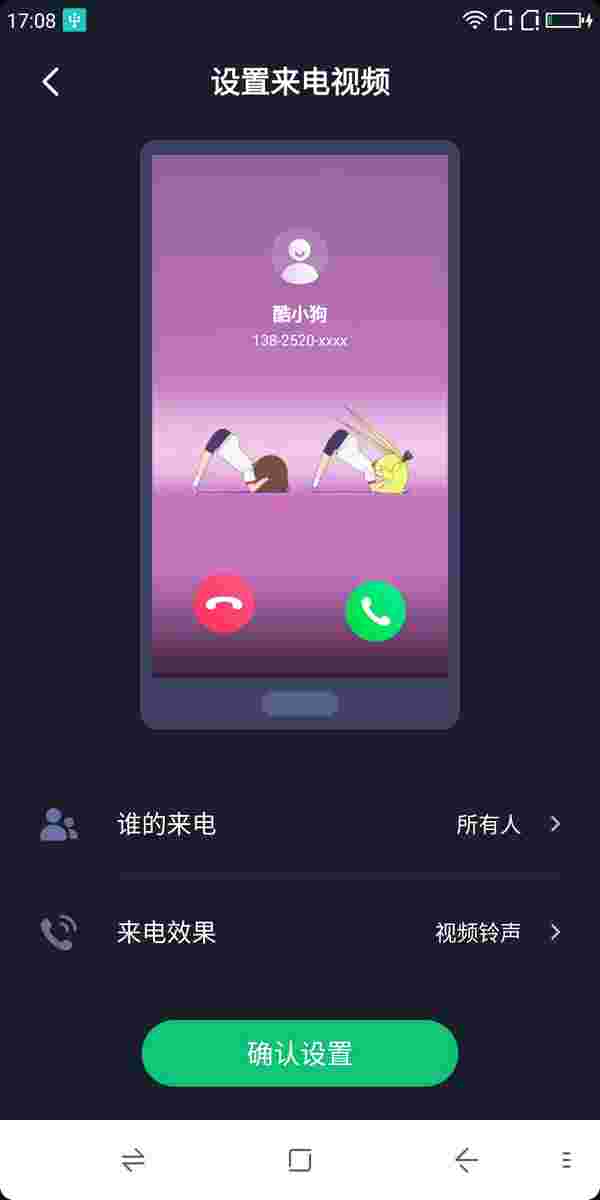 17:08
设置来电视频
酷小狗
138-2520-xxxx
谁的来电
所有人
来电效果
视频铃声
确认设置